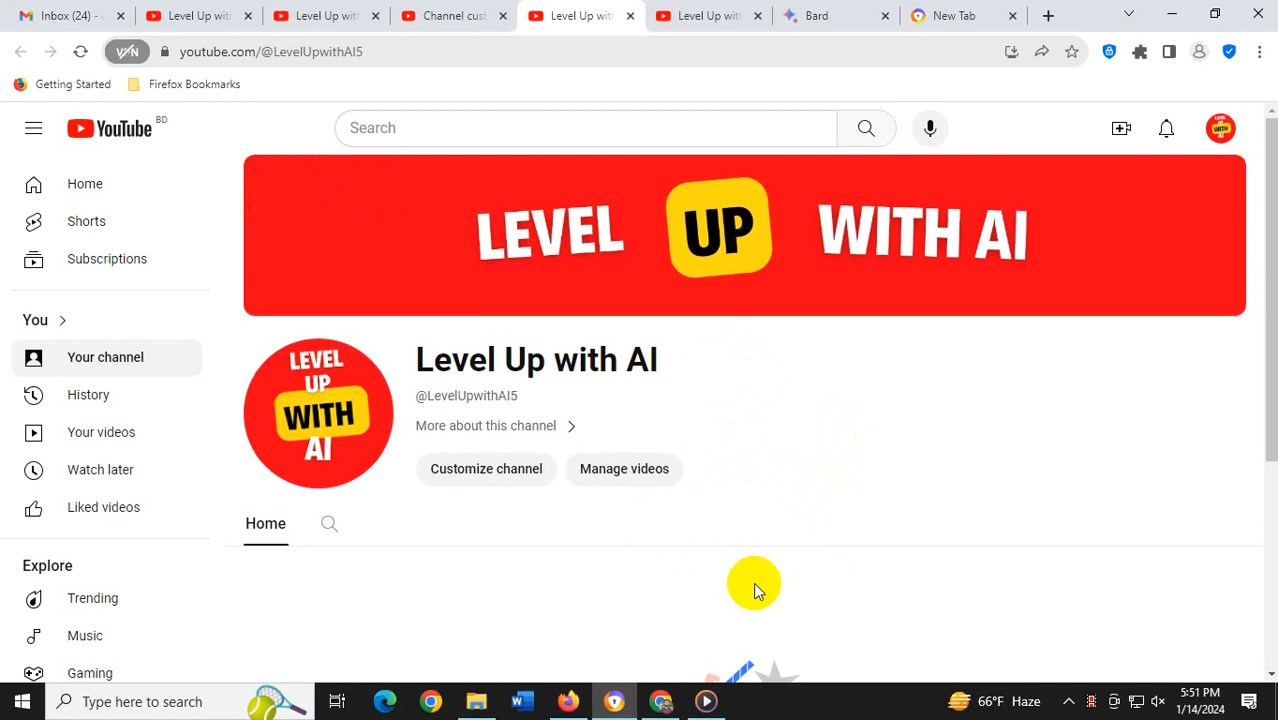 Inbox (24) -
Level Up wit
Level Up wit
Channel cust
Level Up wit
Level Up wit
Bard
New Tab
VPN
youtube.com/@LevelUpwithAI5
Getting Started
Firefox Bookmarks
YouTube BD
Search
LEVEL UP WITH AI
Home
Shorts
Subscriptions
You
Your channel
History
Your videos
Watch later
Liked videos
Explore
Trending
Music
Gaming
LEVEL
UP
WITH
AI
Level Up with AI
@LevelUpwithAI5
More about this channel
Customize channel
Manage videos
Home
Type here to search
66°F Haze
5:51 PM
1/14/2024